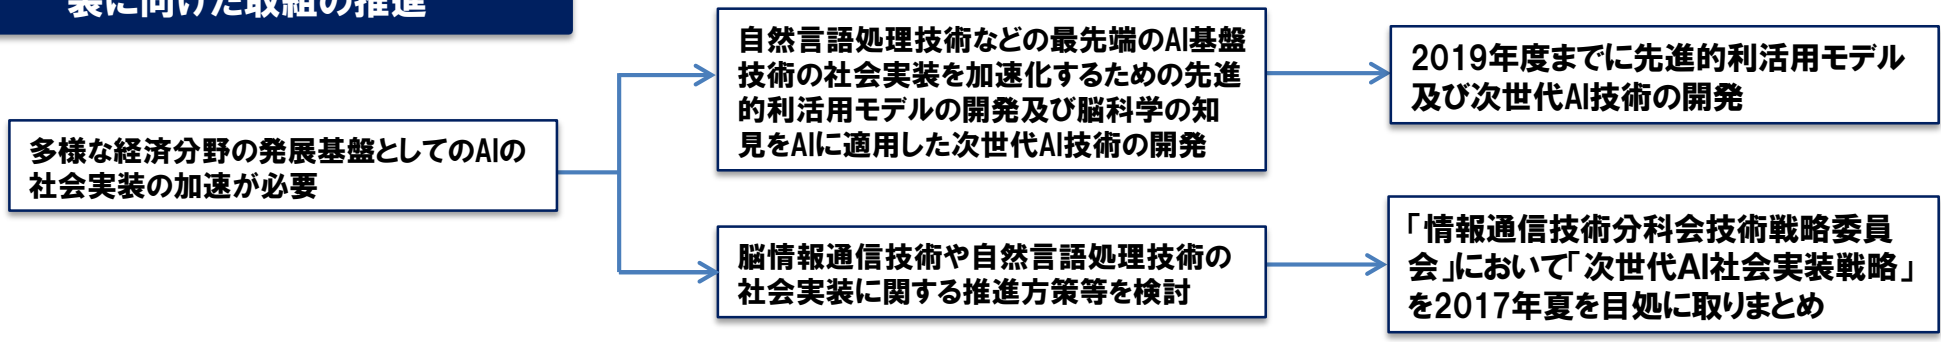 装に向けた取組の推進
多様な経済分野の発展基盤としてのAIの
社会実装の加速が必要
自然言語処理技術などの最先端のAI基盤
技術の社会実装を加速化するための先進
的利活用モデルの開発及び脳科学の知
見をAIに適用した次世代AI技術の開発
2019年度までに先進的利活用モデル
及び次世代AI技術の開発
脳情報通信技術や自然言語処理技術の
社会実装に関する推進方策等を検討
「情報通信技術分科会技術戦略委員
会」において「次世代AI社会実装戦略」
を2017年夏を目処に取りまとめ